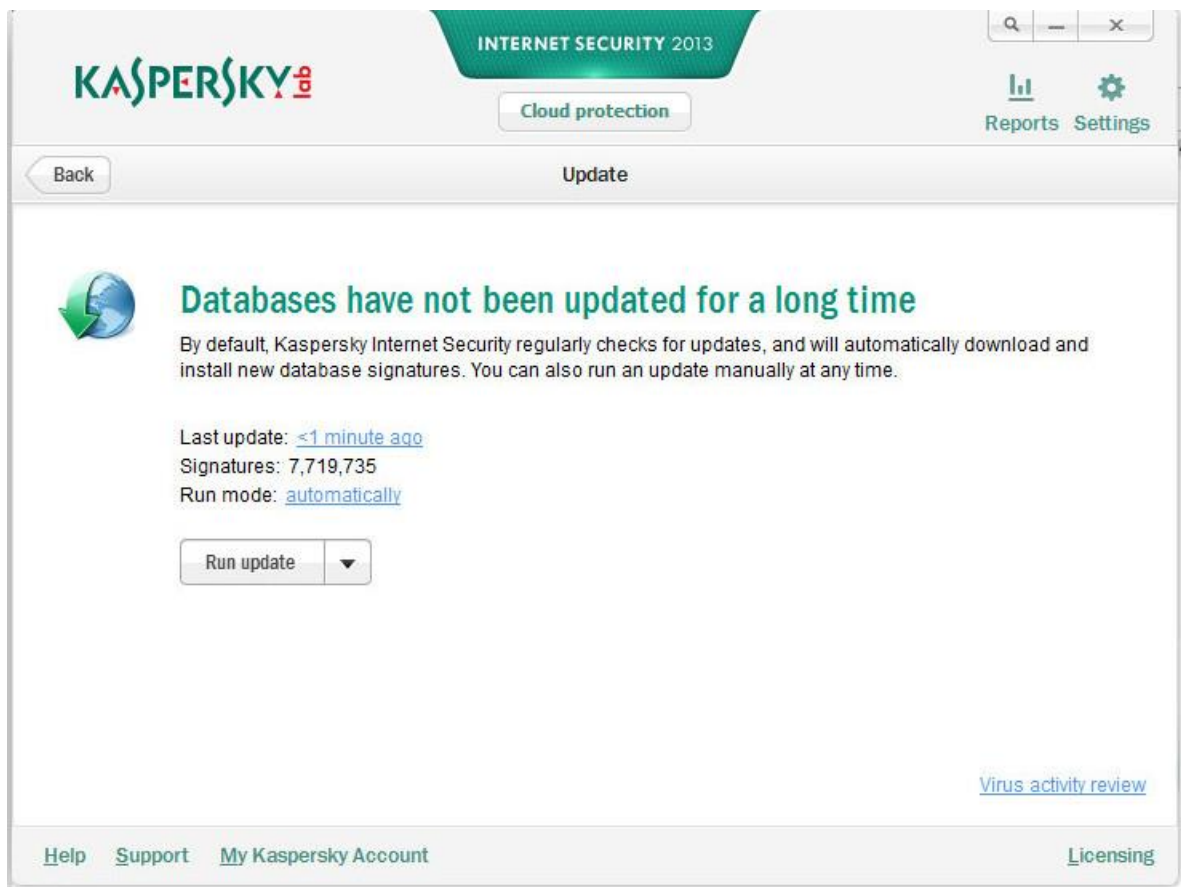 INTERNET SECURITY 2013
KASPERSKY lab
Cloud protection
Reports Settings
Back
Update
Databases have not been updated for a long time
By default, Kaspersky Internet Security regularly checks for updates, and will automatically download and
install new database signatures. You can also run an update manually at any time.
Last update: <1 minute ago
Signatures: 7,719,735
Run mode: automatically
Run update
Virus activity review
Help Support My Kaspersky Account Licensing